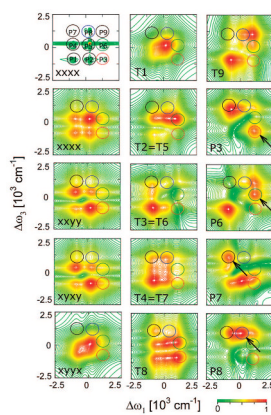 P7 P8 P9
P1 P2 P3
2.5
0
-2.5
xxxx
T1
T9
2.5
0
-2.5
xxxx
T2=T5
P3
2.5
0
-2.5
xxyy
T3=T6
P6
2.5
0
-2.5
xyxy
T4=T7
P7
2.5
0
-2.5
xyyx
T8
P8
-2.5 0 2.5
-2.5 0 2.5
-2.5 0 2.5
Δω₃ [10³ cm⁻¹]
Δω₁ [10³ cm⁻¹]
0 1